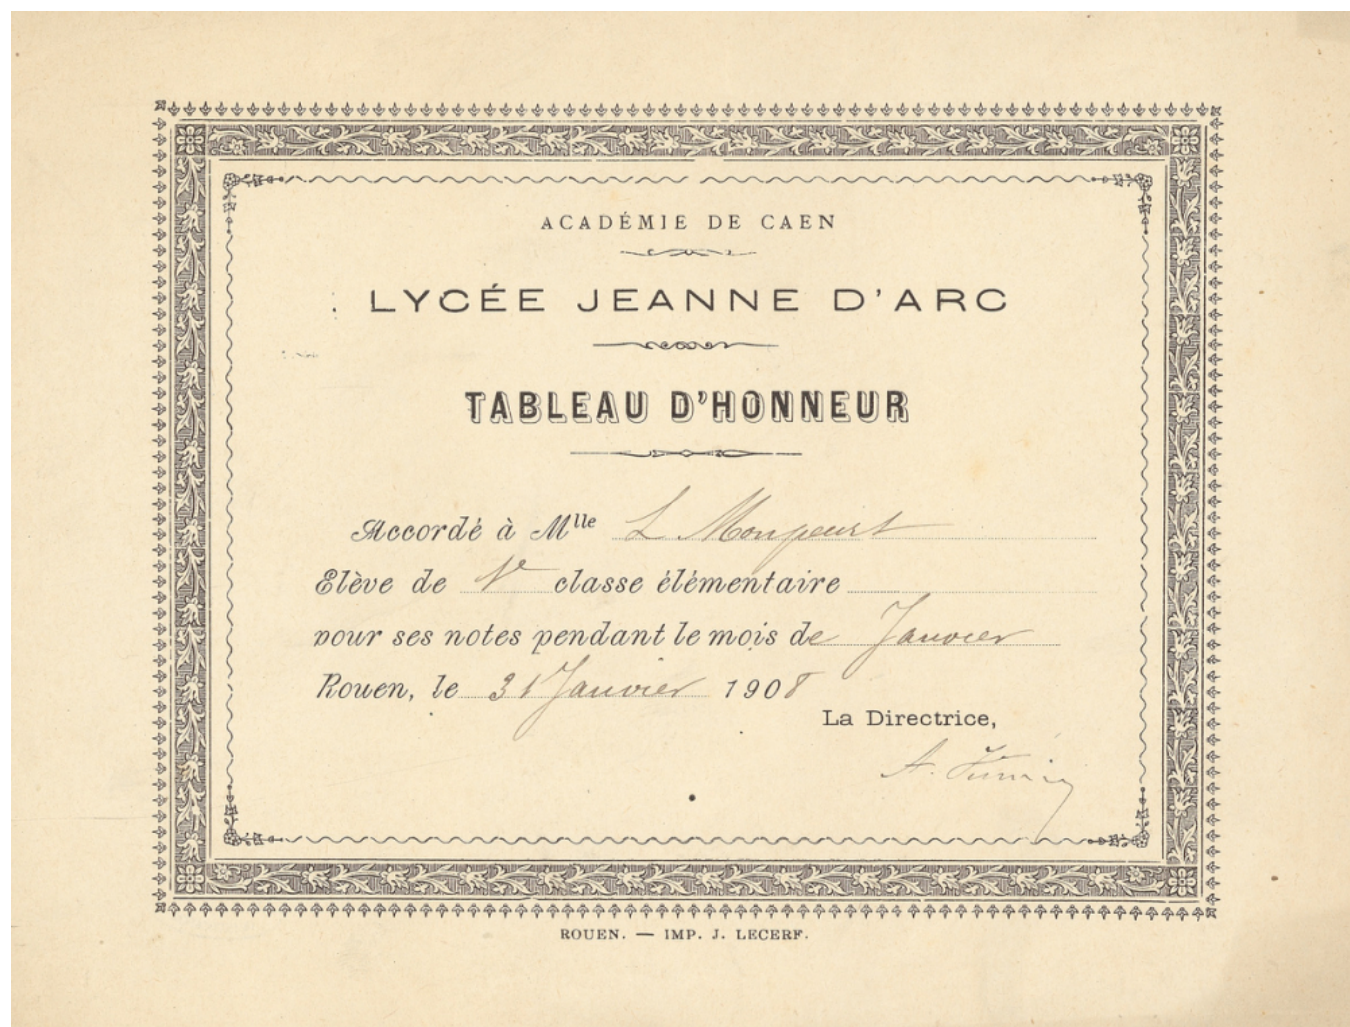 ACADÉMIE DE CAEN
LYCÉE JEANNE D'ARC
TABLEAU D'HONNEUR
Accordé à Mlle L
Elève de 1re classe élémentaire
pour ses notes pendant le mois de Janvier
Rouen, le 31 Janvier 1908
La Directrice,
A.
ROUEN. — IMP. J. LECERF.